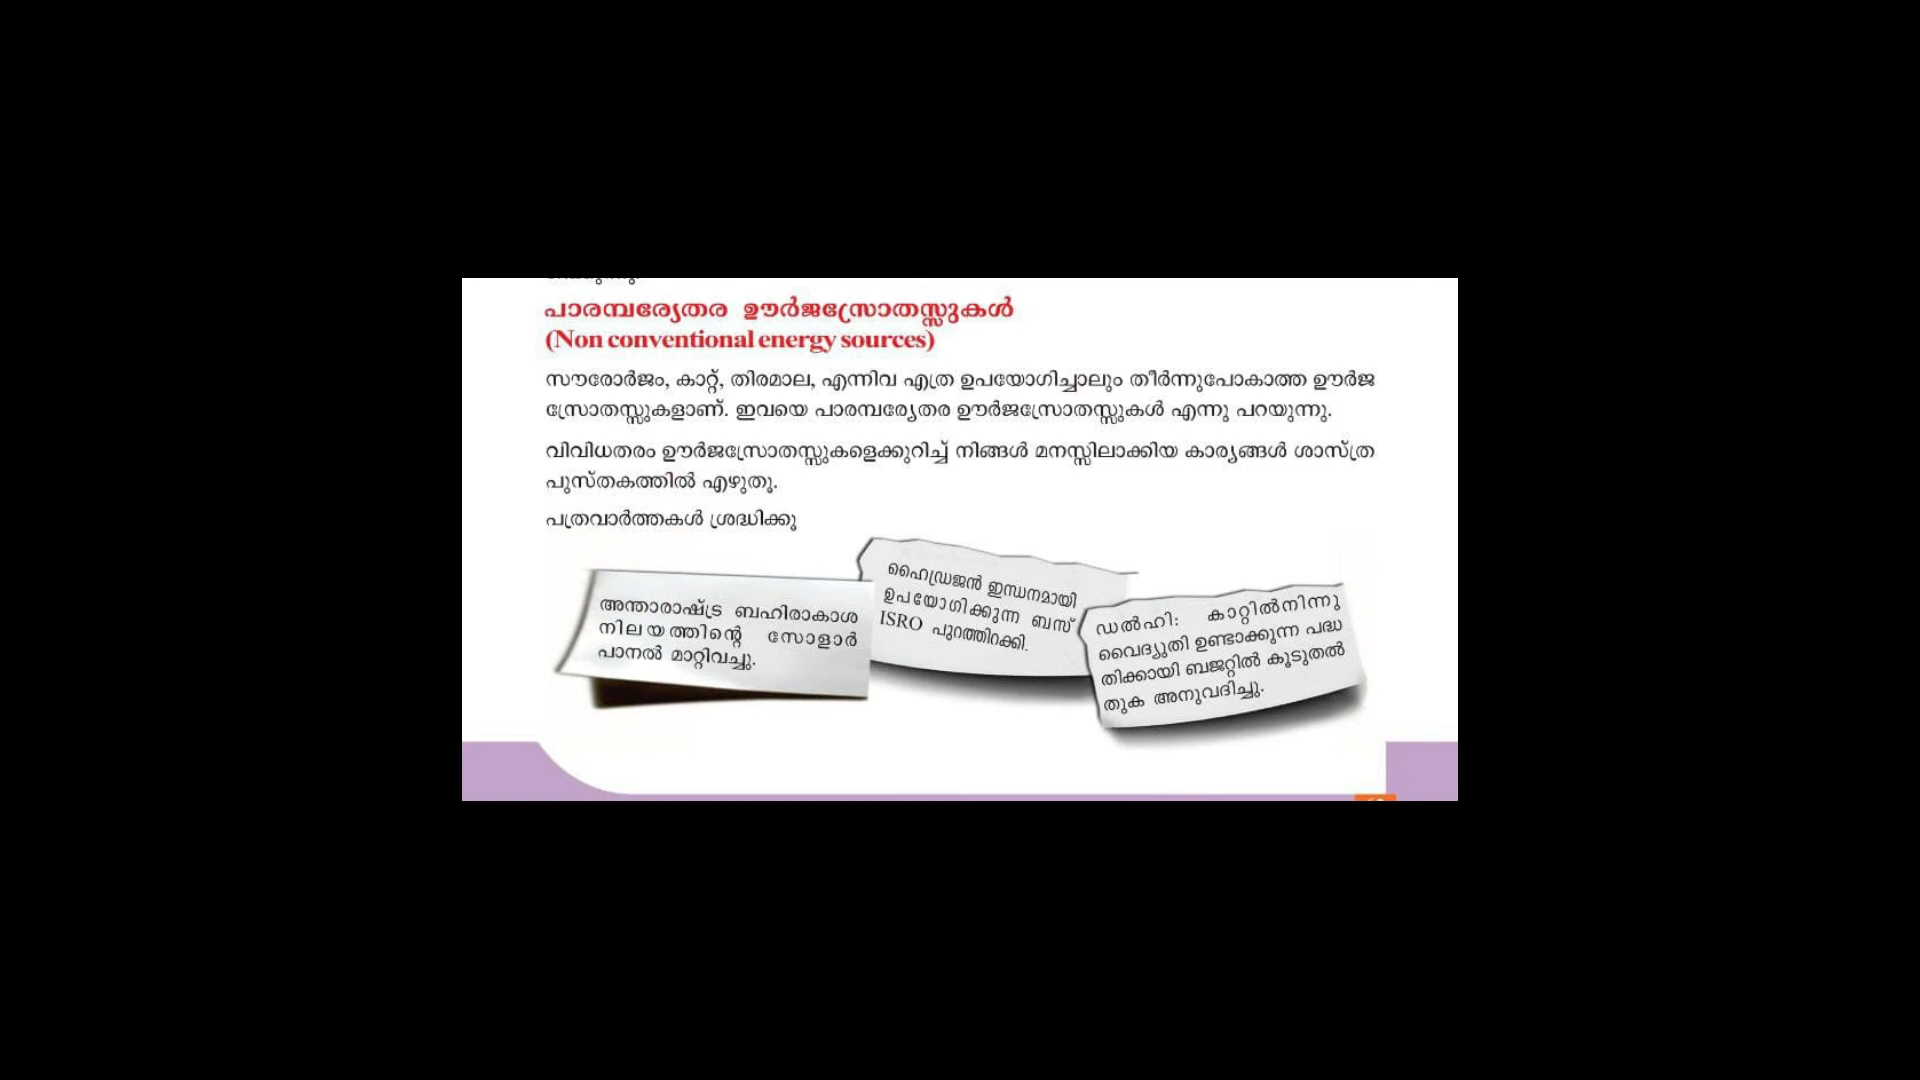 പാരമ്പര്യേതര ഊർജസ്രോതസ്സുകൾ
(Non conventional energy sources)
സൗരോർജം, കാറ്റ്, തിരമാല, എന്നിവ എത്ര ഉപയോഗിച്ചാലും തീർന്നുപോകാത്ത ഊർജ
സ്രോതസ്സുകളാണ്. ഇവയെ പാരമ്പര്യേതര ഊർജസ്രോതസ്സുകൾ എന്നു പറയുന്നു.
വിവിധതരം ഊർജസ്രോതസ്സുകളെക്കുറിച്ച് നിങ്ങൾ മനസ്സിലാക്കിയ കാര്യങ്ങൾ ശാസ്ത്ര
പുസ്തകത്തിൽ എഴുതൂ.
പത്രവാർത്തകൾ ശ്രദ്ധിക്കൂ
അന്താരാഷ്ട്ര ബഹിരാകാശ
നിലയത്തിന്റെ സോളാർ
പാനൽ മാറ്റിവച്ചു.
ഹൈഡ്രജൻ ഇന്ധനമായി
ഉപയോഗിക്കുന്ന ബസ്
ISRO പുറത്തിറക്കി.
ഡൽഹി: കാറ്റിൽനിന്നു
വൈദ്യുതി ഉണ്ടാക്കുന്ന പദ്ധ
തിക്കായി ബജറ്റിൽ കൂടുതൽ
തുക അനുവദിച്ചു.